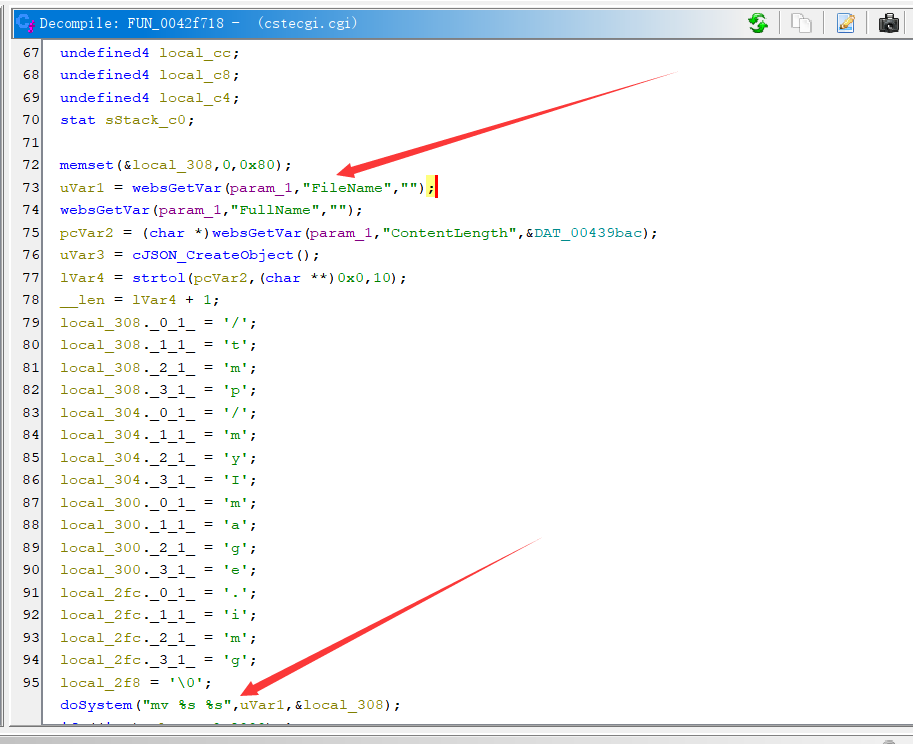 Decompile: FUN_0042f718 - (cstecgi.cgi)
67 undefined4 local_cc;
68 undefined4 local_c8;
69 undefined4 local_c4;
70 stat sStack_c0;
71
72 memset(&local_308,0,0x80);
73 uVar1 = websGetVar(param_1,"FileName","");
74 websGetVar(param_1,"FullName","");
75 pcVar2 = (char *)websGetVar(param_1,"ContentLength",&DAT_00439bac);
76 uVar3 = cJSON_CreateObject();
77 lVar4 = strtol(pcVar2,(char **)0x0,10);
78 __len = lVar4 + 1;
79 local_308._0_1_ = '/';
80 local_308._1_1_ = 't';
81 local_308._2_1_ = 'm';
82 local_308._3_1_ = 'p';
83 local_304._0_1_ = '/';
84 local_304._1_1_ = 'm';
85 local_304._2_1_ = 'y';
86 local_304._3_1_ = 'I';
87 local_300._0_1_ = 'm';
88 local_300._1_1_ = 'a';
89 local_300._2_1_ = 'g';
90 local_300._3_1_ = 'e';
91 local_2fc._0_1_ = '.';
92 local_2fc._1_1_ = 'i';
93 local_2fc._2_1_ = 'm';
94 local_2fc._3_1_ = 'g';
95 local_2f8 = '\0';
doSystem("mv %s %s",uVar1,&local_308);